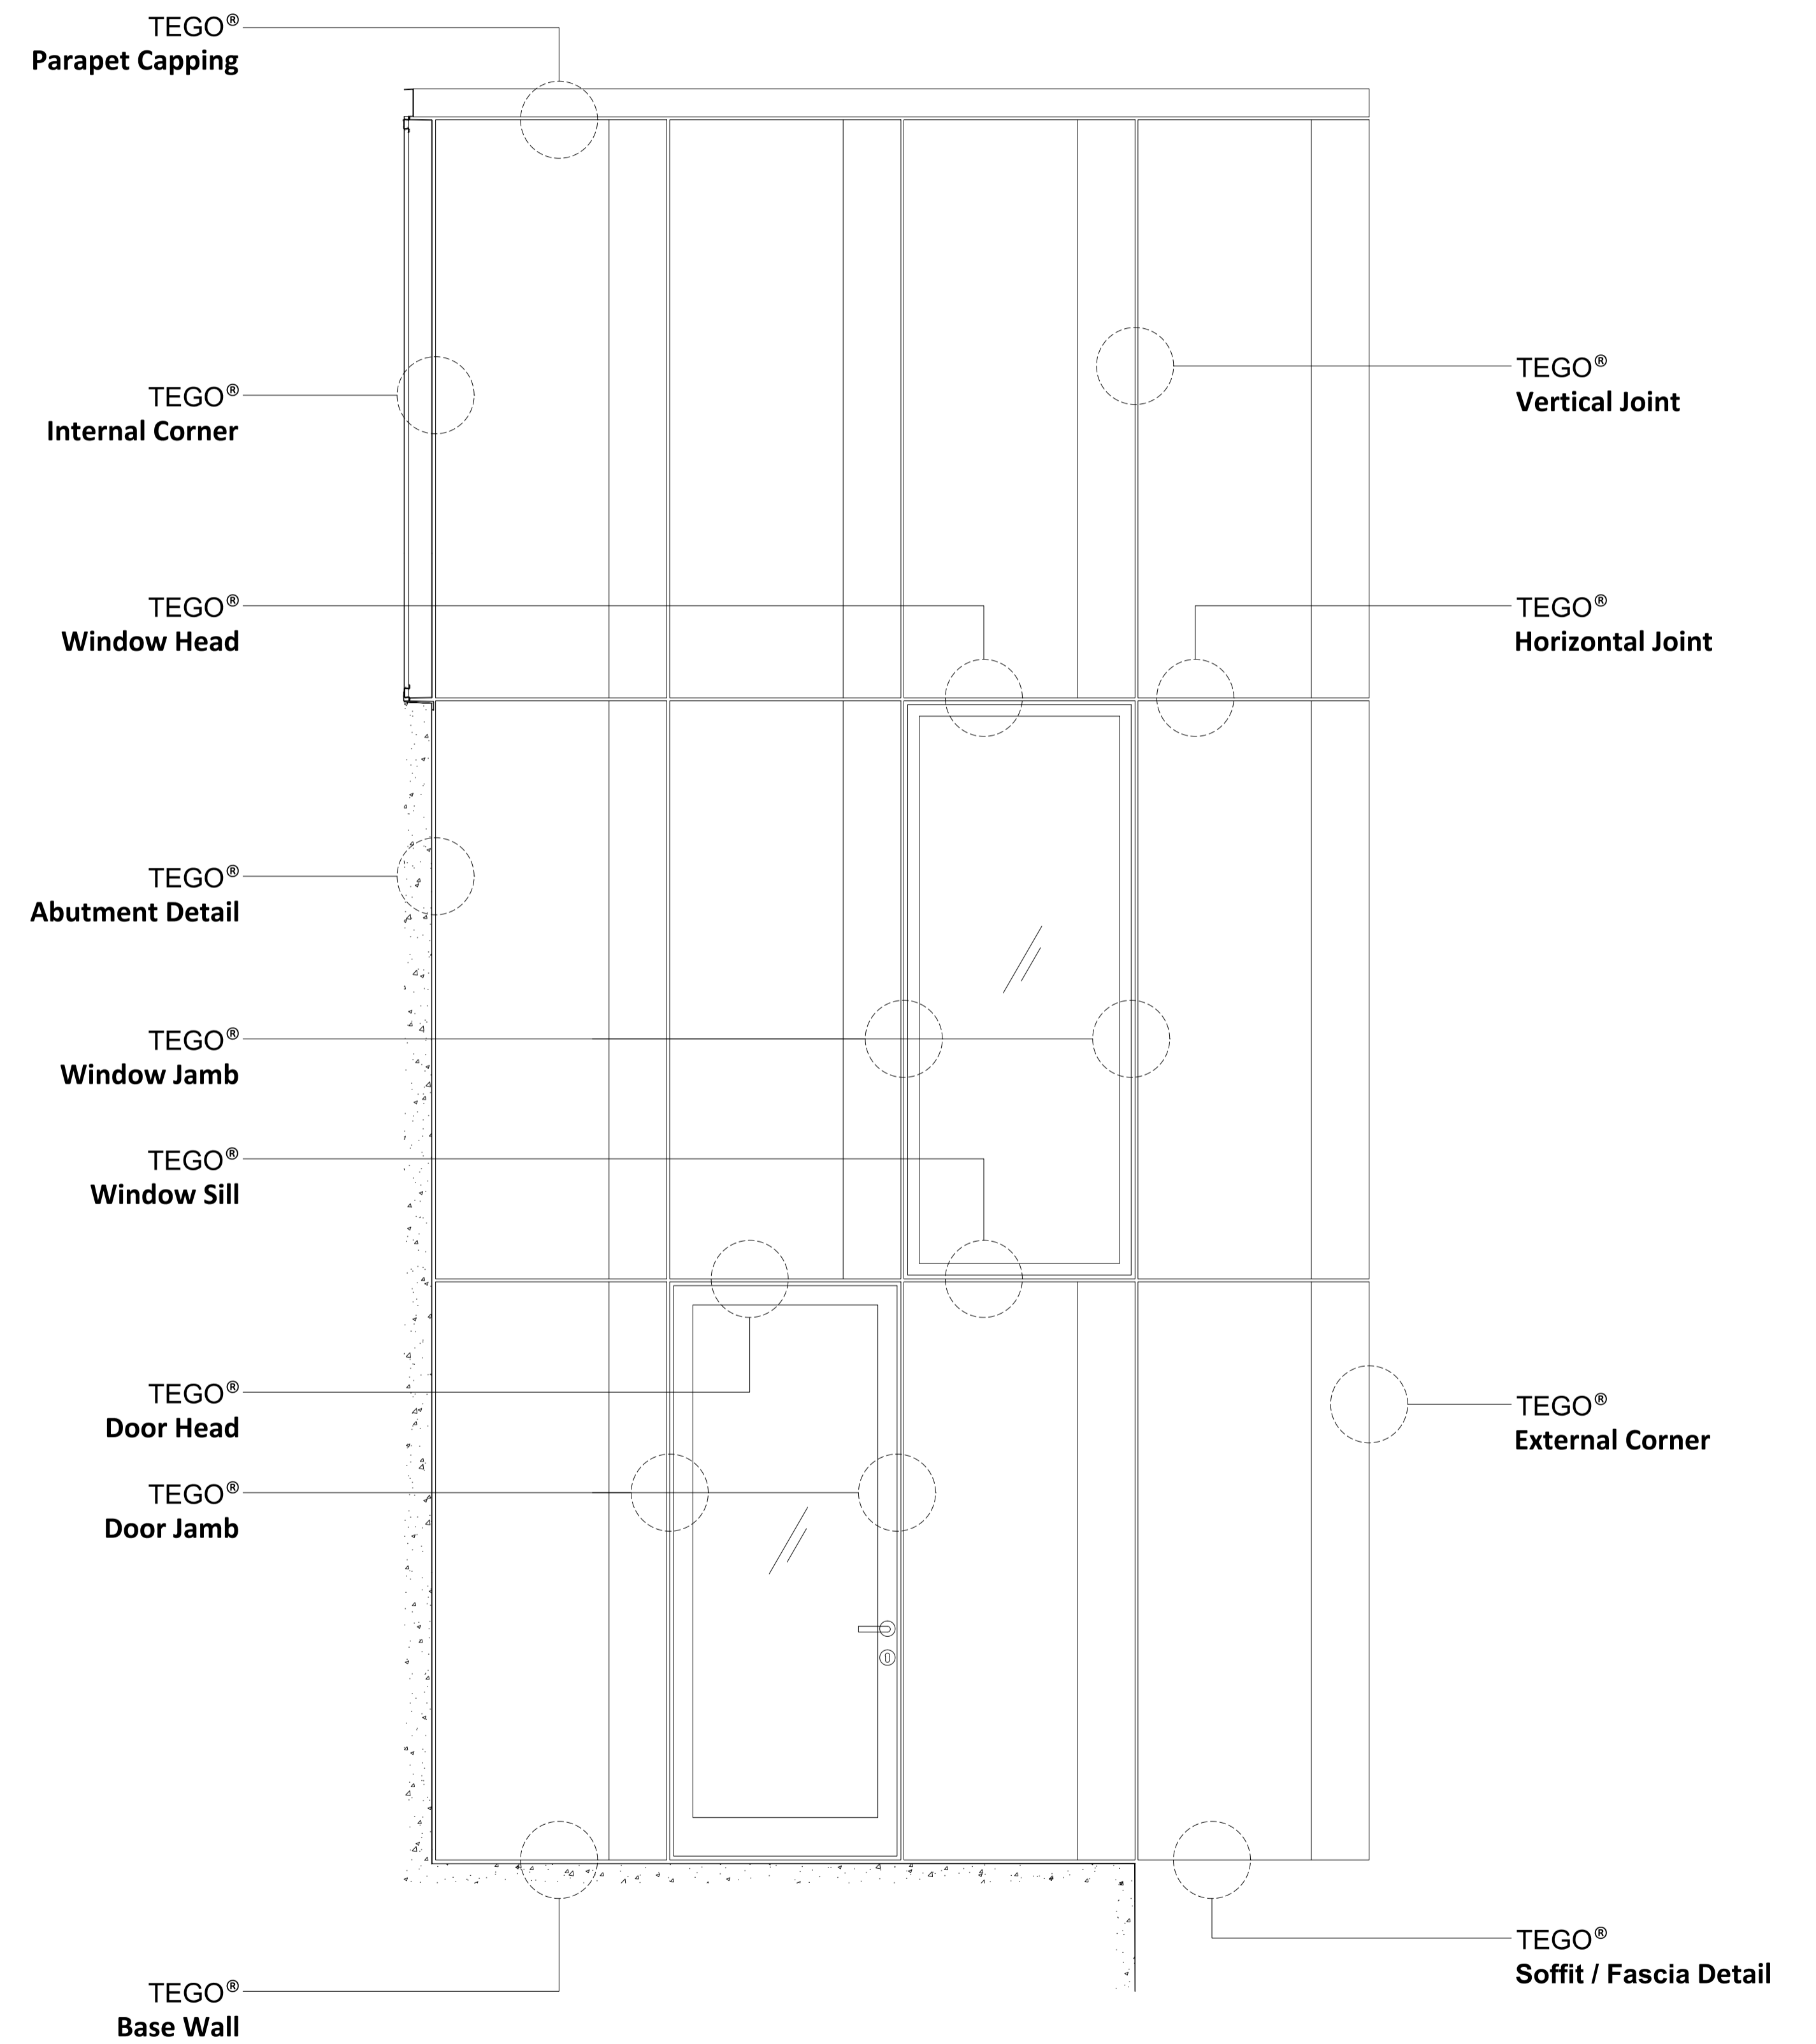 TEGO®
Parapet Capping
TEGO®
Internal Corner
TEGO®
Vertical Joint
TEGO®
Window Head
TEGO®
Horizontal Joint
TEGO®
Abutment Detail
TEGO®
Window Jamb
TEGO®
Window Sill
TEGO®
Door Head
TEGO®
External Corner
TEGO®
Door Jamb
TEGO®
Soffit / Fascia Detail
TEGO®
Base Wall